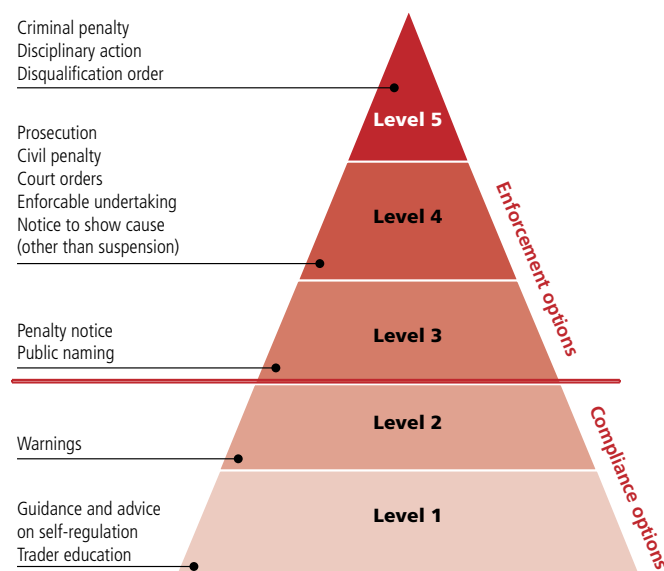 Criminal penalty
Disciplinary action
Disqualification order
Level 5
Prosecution
Civil penalty
Court orders
Enforcable undertaking
Notice to show cause
(other than suspension)
Level 4
Enforcement options
Penalty notice
Public naming
Level 3
Warnings
Level 2
Compliance options
Guidance and advice
on self-regulation
Trader education
Level 1